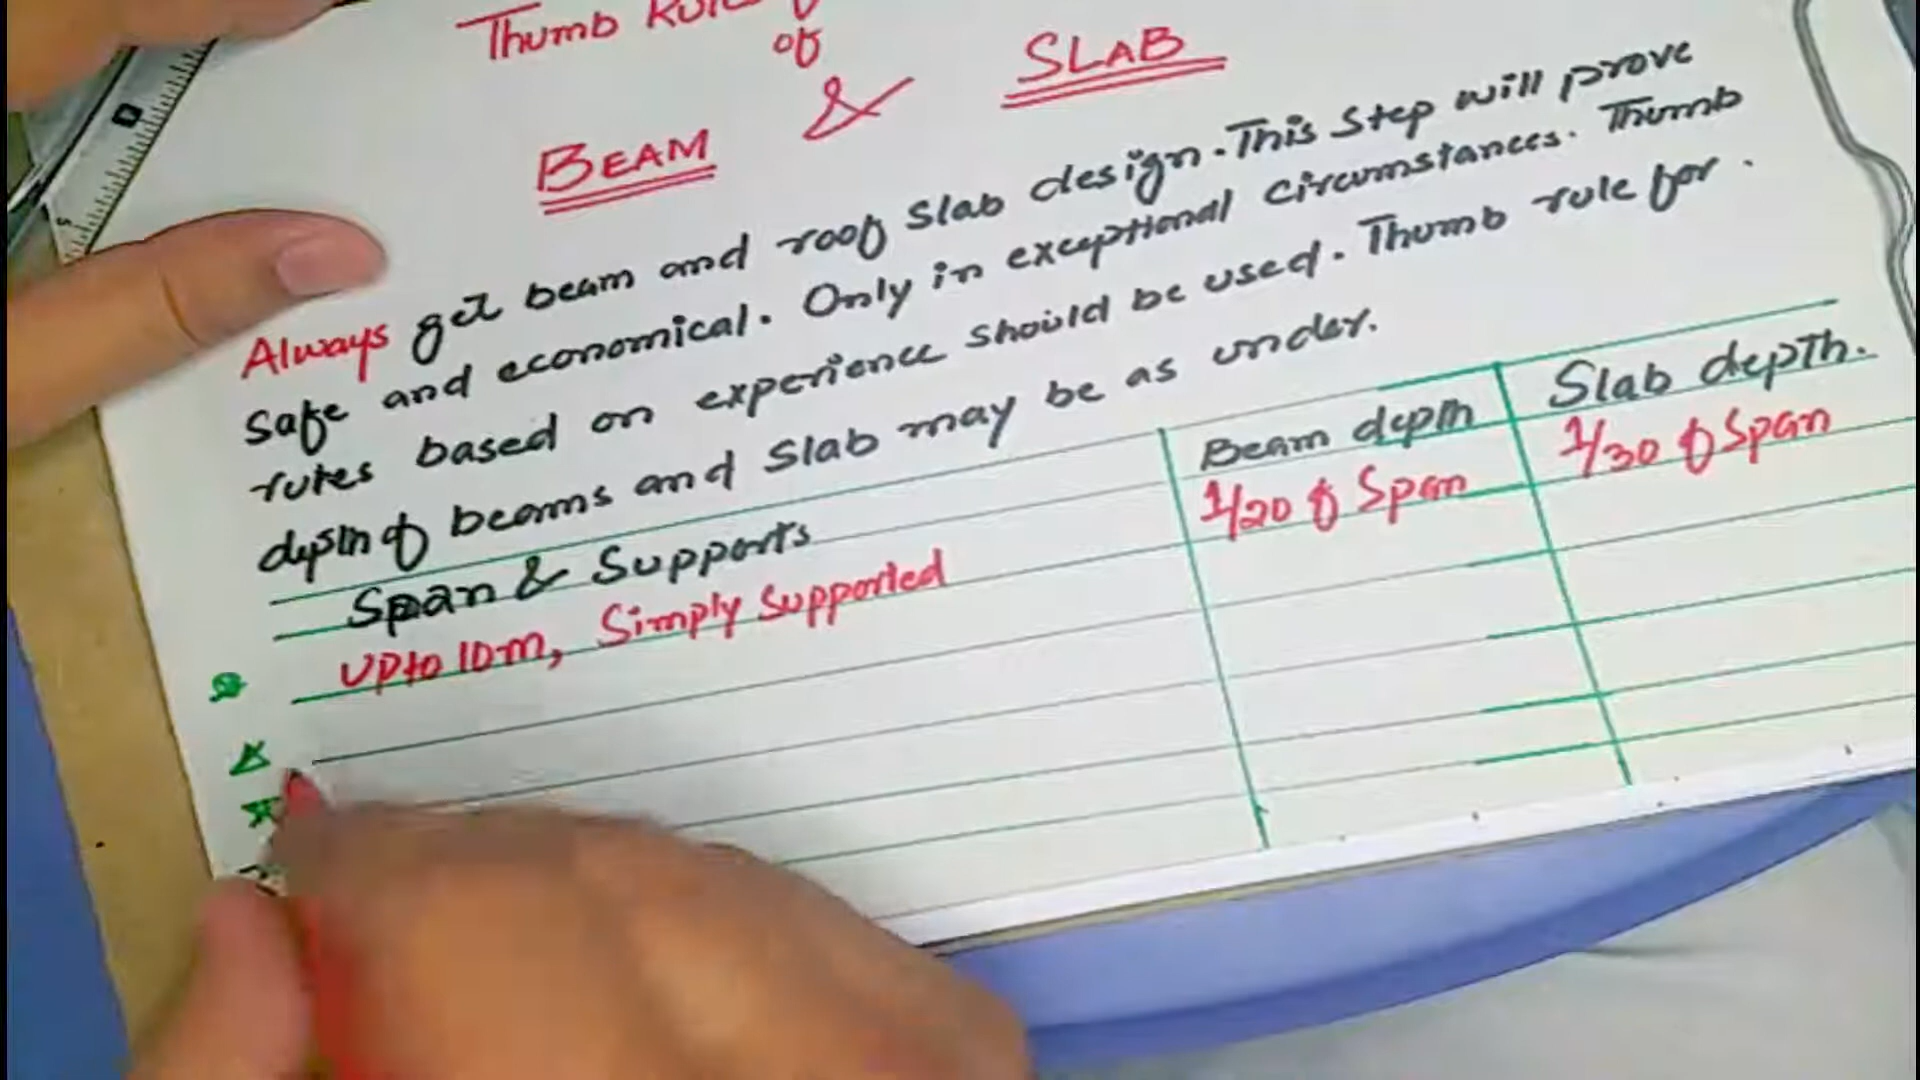 Thumb Rule
of
BEAM & SLAB
Always get beam and roof slab design. This step will prove
safe and economical. Only in exceptional circumstances. Thumb
rules based on experience should be used. Thumb rule for.
depth of beams and slab may be as under.
Span & Supports Beam depth Slab depth.
Upto 10m, Simply supported 1/20 of Span 1/30 of Span